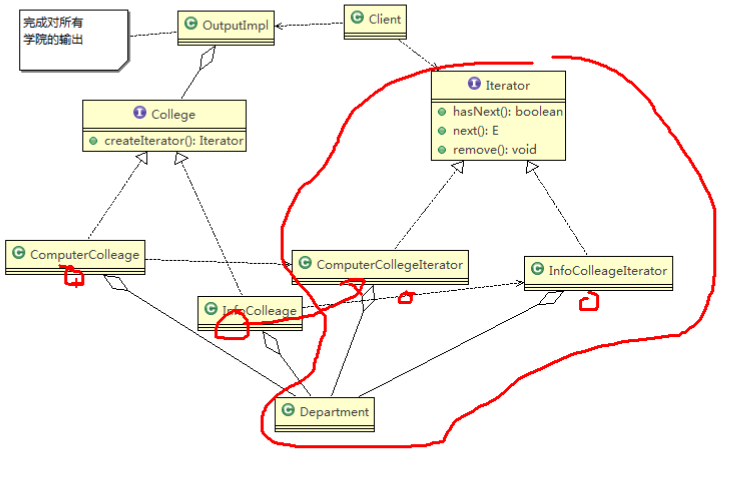 完成对所有
学院的输出
C OutputImpl
C Client
I College
createIterator(): Iterator
I Iterator
hasNext(): boolean
next(): E
remove(): void
C ComputerColleage
C ComputerCollegeIterator
C InfoColleageIterator
C InfoColleage
C Department